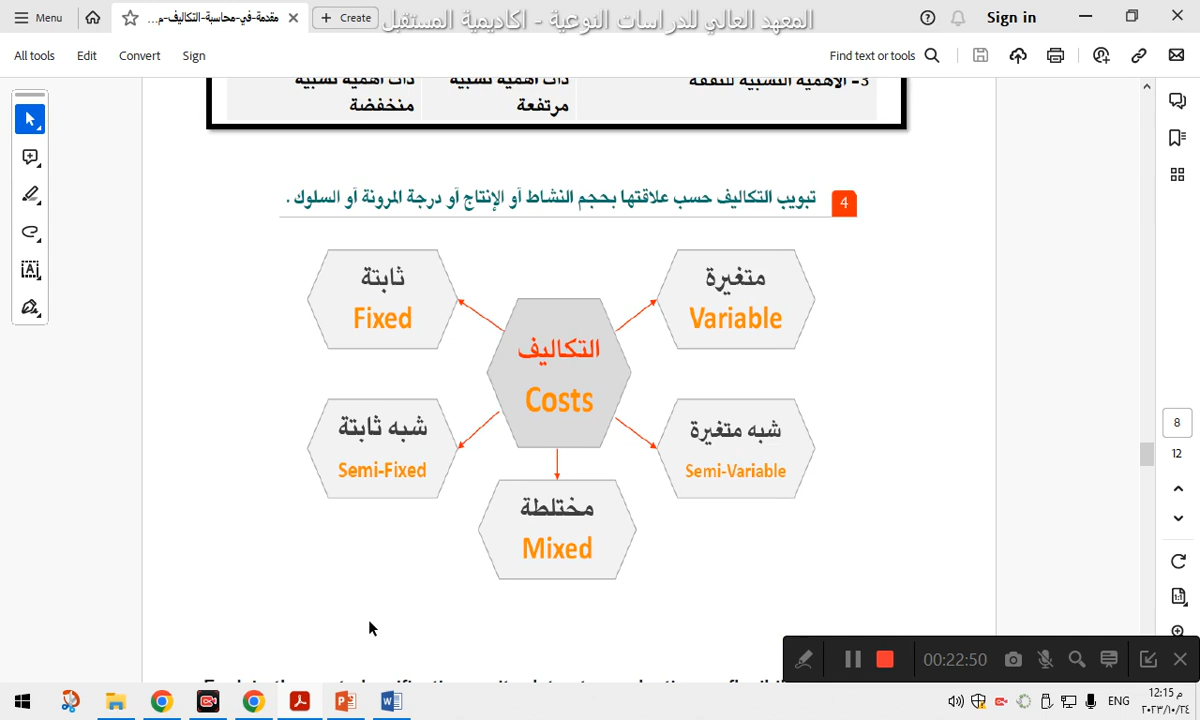 Menu
مقدمة-في-محاسبة-التكاليف-م...
Create
المعهد العالي للدراسات النوعية - اكاديمية المستقبل
Sign in
All tools
Edit
Convert
Sign
Find text or tools
3- الأهمية النسبية للنفقة
ذات أهمية نسبية
ذات أهمية نسبية
مرتفعة
منخفضة
4
تبويب التكاليف حسب علاقتها بحجم النشاط أو الإنتاج أو درجة المرونة أو السلوك .
متغيرة
Variable
ثابتة
Fixed
التكاليف
Costs
شبه متغيرة
Semi-Variable
شبه ثابتة
Semi-Fixed
مختلطة
Mixed
8
12
00:22:50
ENG
12:15 م
٢٠٢٣/١٠/٢٤